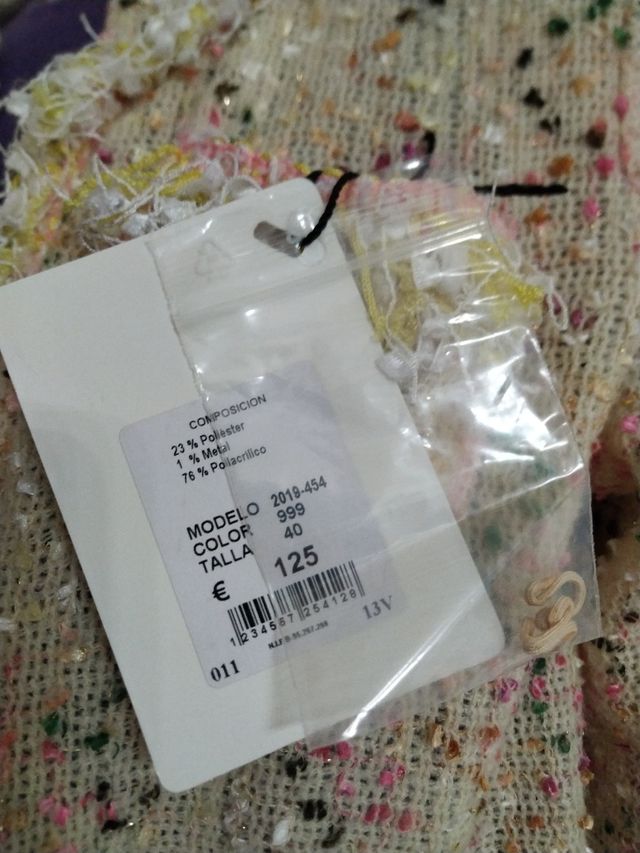 COMPOSICION
23 % Poliéster
1 % Metal
76 % Poliacrílico
MODELO 2019-454
COLOR 999
TALLA 40
€ 125
1 234567 254128
011 13V